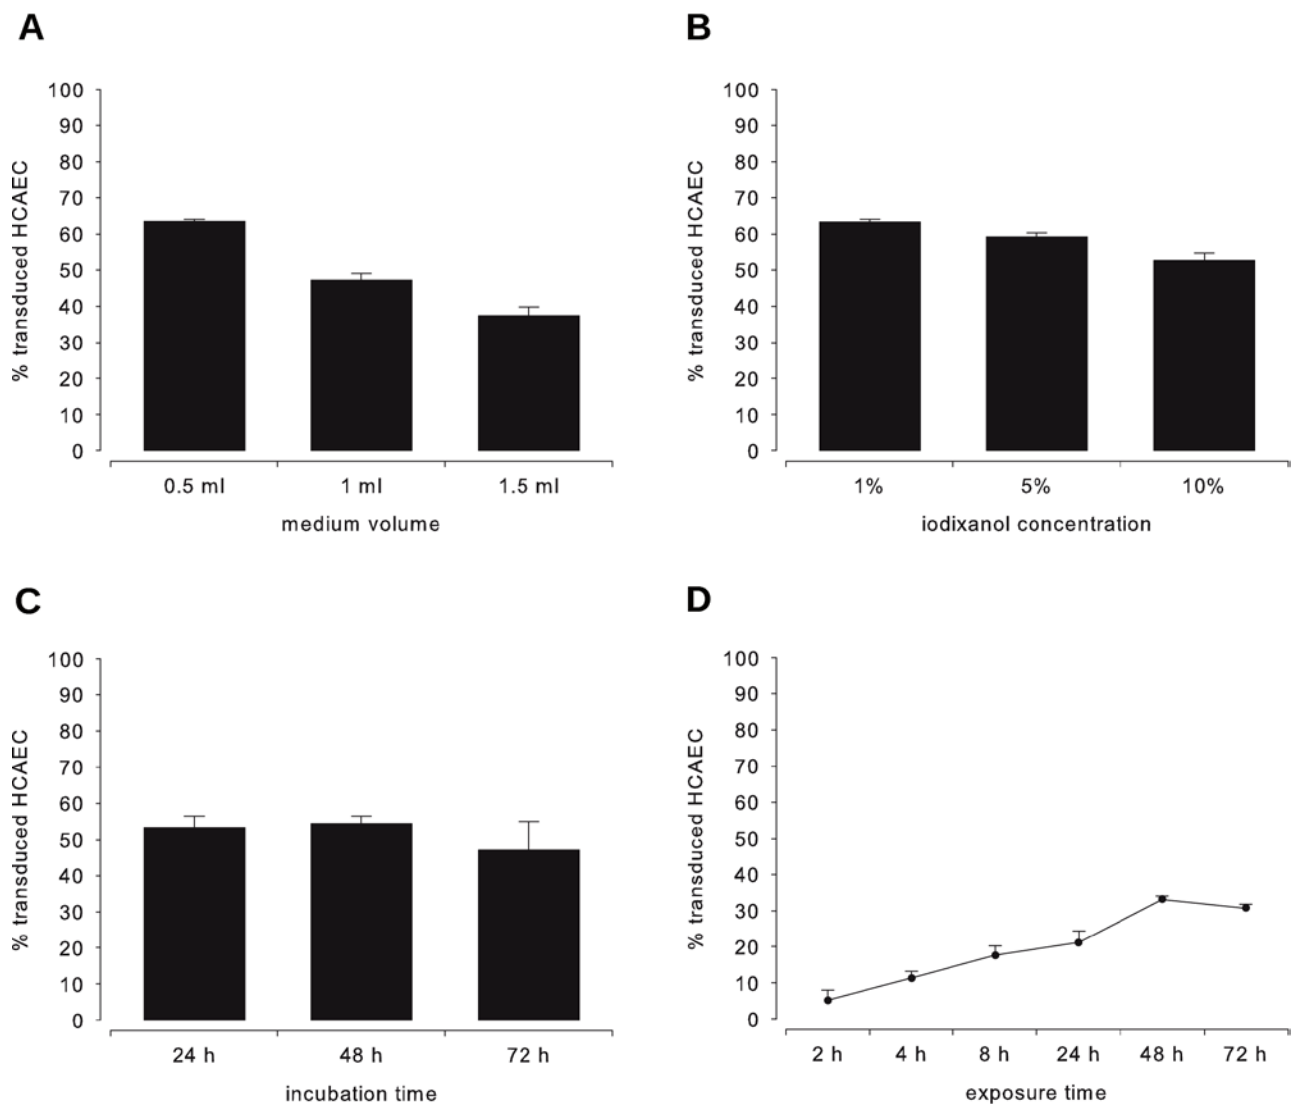 A
% transduced HCAEC
100
90
80
70
60
50
40
30
20
10
0
0.5 ml 1 ml 1.5 ml
medium volume
B
% transduced HCAEC
100
90
80
70
60
50
40
30
20
10
0
1% 5% 10%
iodixanol concentration
C
% transduced HCAEC
100
90
80
70
60
50
40
30
20
10
0
24 h 48 h 72 h
incubation time
D
% transduced HCAEC
100
90
80
70
60
50
40
30
20
10
0
2 h 4 h 8 h 24 h 48 h 72 h
exposure time